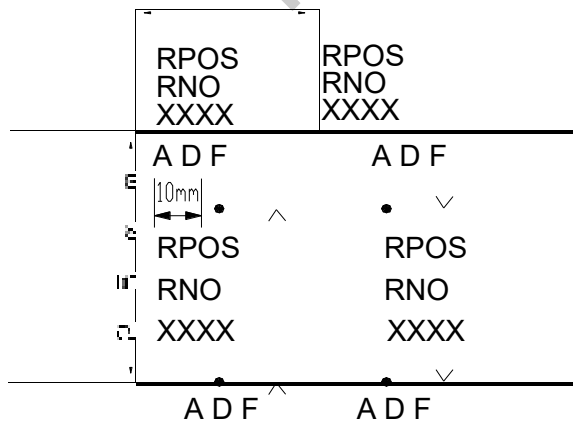 RPOS RPOS
RNO RNO
XXXX XXXX
A D F A D F
10mm
RPOS RPOS
RNO RNO
XXXX XXXX
A D F A D F